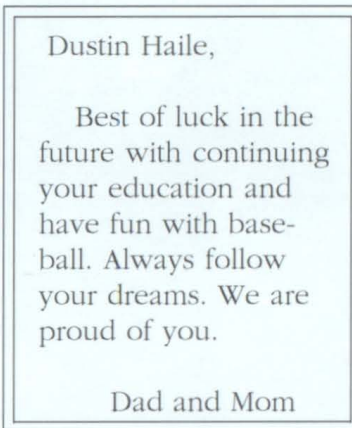 Dustin Haile,
Best of luck in the
future with continuing
your education and
have fun with base-
ball. Always follow
your dreams. We are
proud of you.
Dad and Mom